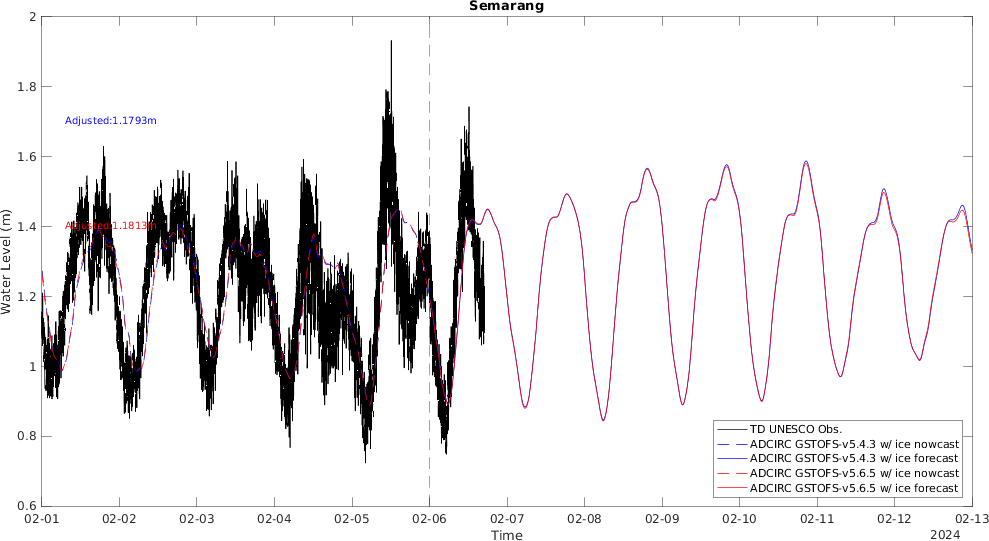 Semarang
2
1.8
1.6
1.4
1.2
1
0.8
0.6
Water Level (m)
Adjusted:1.1793m
Adjusted:1.1813m
TD UNESCO Obs.
ADCIRC GSTOFS-v5.4.3 w/ ice nowcast
ADCIRC GSTOFS-v5.4.3 w/ ice forecast
ADCIRC GSTOFS-v5.6.5 w/ ice nowcast
ADCIRC GSTOFS-v5.6.5 w/ ice forecast
02-01 02-02 02-03 02-04 02-05 02-06 02-07 02-08 02-09 02-10 02-11 02-12 02-13
Time
2024